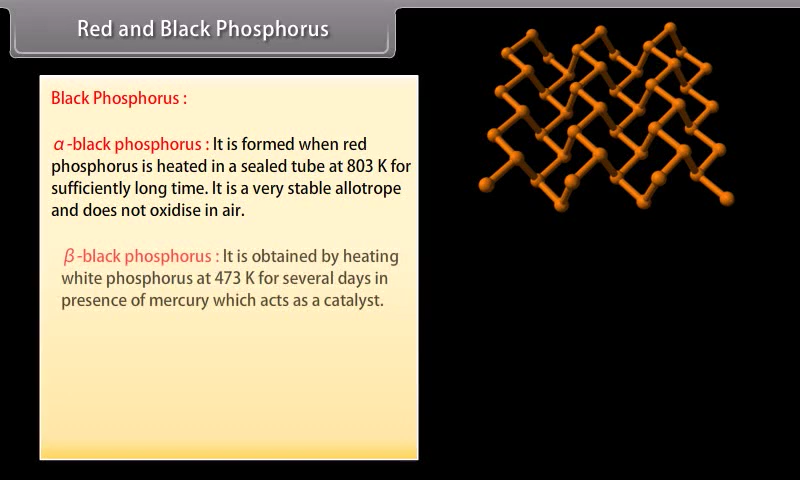 Red and Black Phosphorus
Black Phosphorus :
α-black phosphorus : It is formed when red
phosphorus is heated in a sealed tube at 803 K for
sufficiently long time. It is a very stable allotrope
and does not oxidise in air.
β-black phosphorus : It is obtained by heating
white phosphorus at 473 K for several days in
presence of mercury which acts as a catalyst.